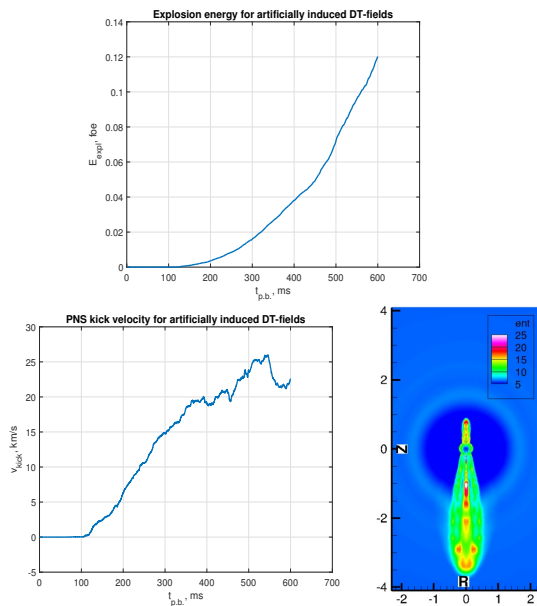 Explosion energy for artificially induced DT-fields
0.14
0.12
0.1
0.08
0.06
0.04
0.02
0
E_expl, foe
0 100 200 300 400 500 600 700
t_p.b., ms
PNS kick velocity for artificially induced DT-fields
30
25
20
15
10
5
0
-5
v_kick, km/s
0 100 200 300 400 500 600 700
t_p.b., ms
ent
25
20
15
10
5
4
2
0
-2
-4
Z
R
-2 -1 0 1 2